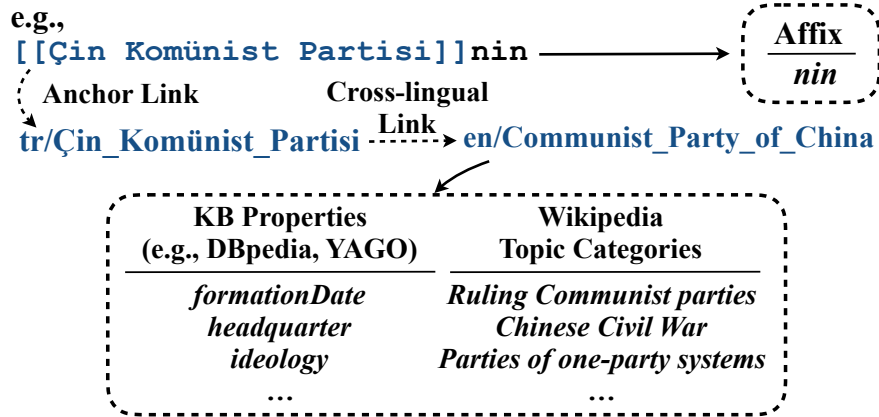 e.g.,
[[Çin Komünist Partisi]]nin
Affix
nin
Anchor Link
Cross-lingual
Link
tr/Çin_Komünist_Partisi
en/Communist_Party_of_China
KB Properties
(e.g., DBpedia, YAGO)
formationDate
headquarter
ideology
...
Wikipedia
Topic Categories
Ruling Communist parties
Chinese Civil War
Parties of one-party systems
...